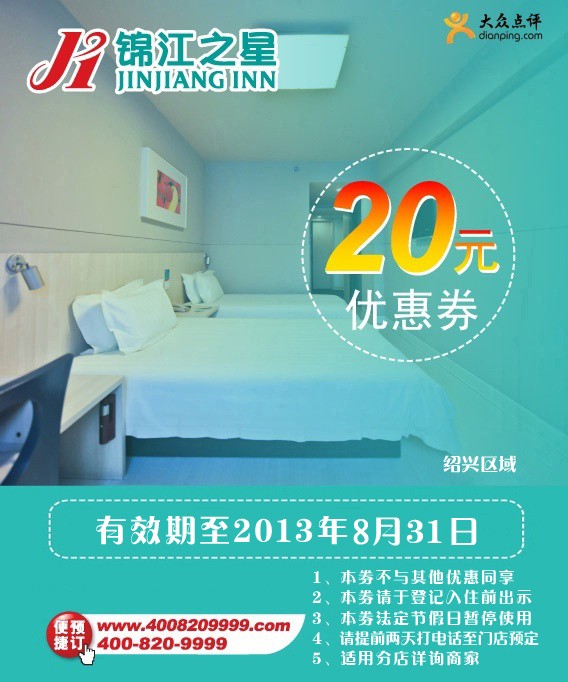 锦江之星
JINJIANG INN
大众点评
dianping.com
20元
优惠券
绍兴区域
有效期至2013年8月31日
1、本券不与其他优惠同享
2、本券请于登记入住前出示
3、本券法定节假日暂停使用
4、请提前两天打电话至门店预定
5、适用分店详询商家
便捷预订
www.4008209999.com
400-820-9999